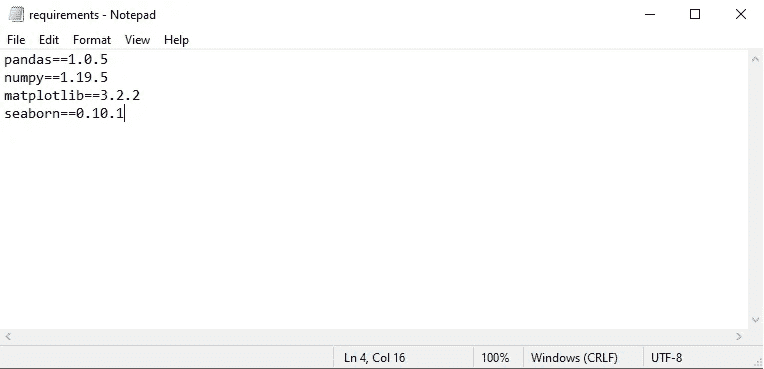 requirements - Notepad
File Edit Format View Help
pandas==1.0.5
numpy==1.19.5
matplotlib==3.2.2
seaborn==0.10.1
Ln 4, Col 16 100% Windows (CRLF) UTF-8